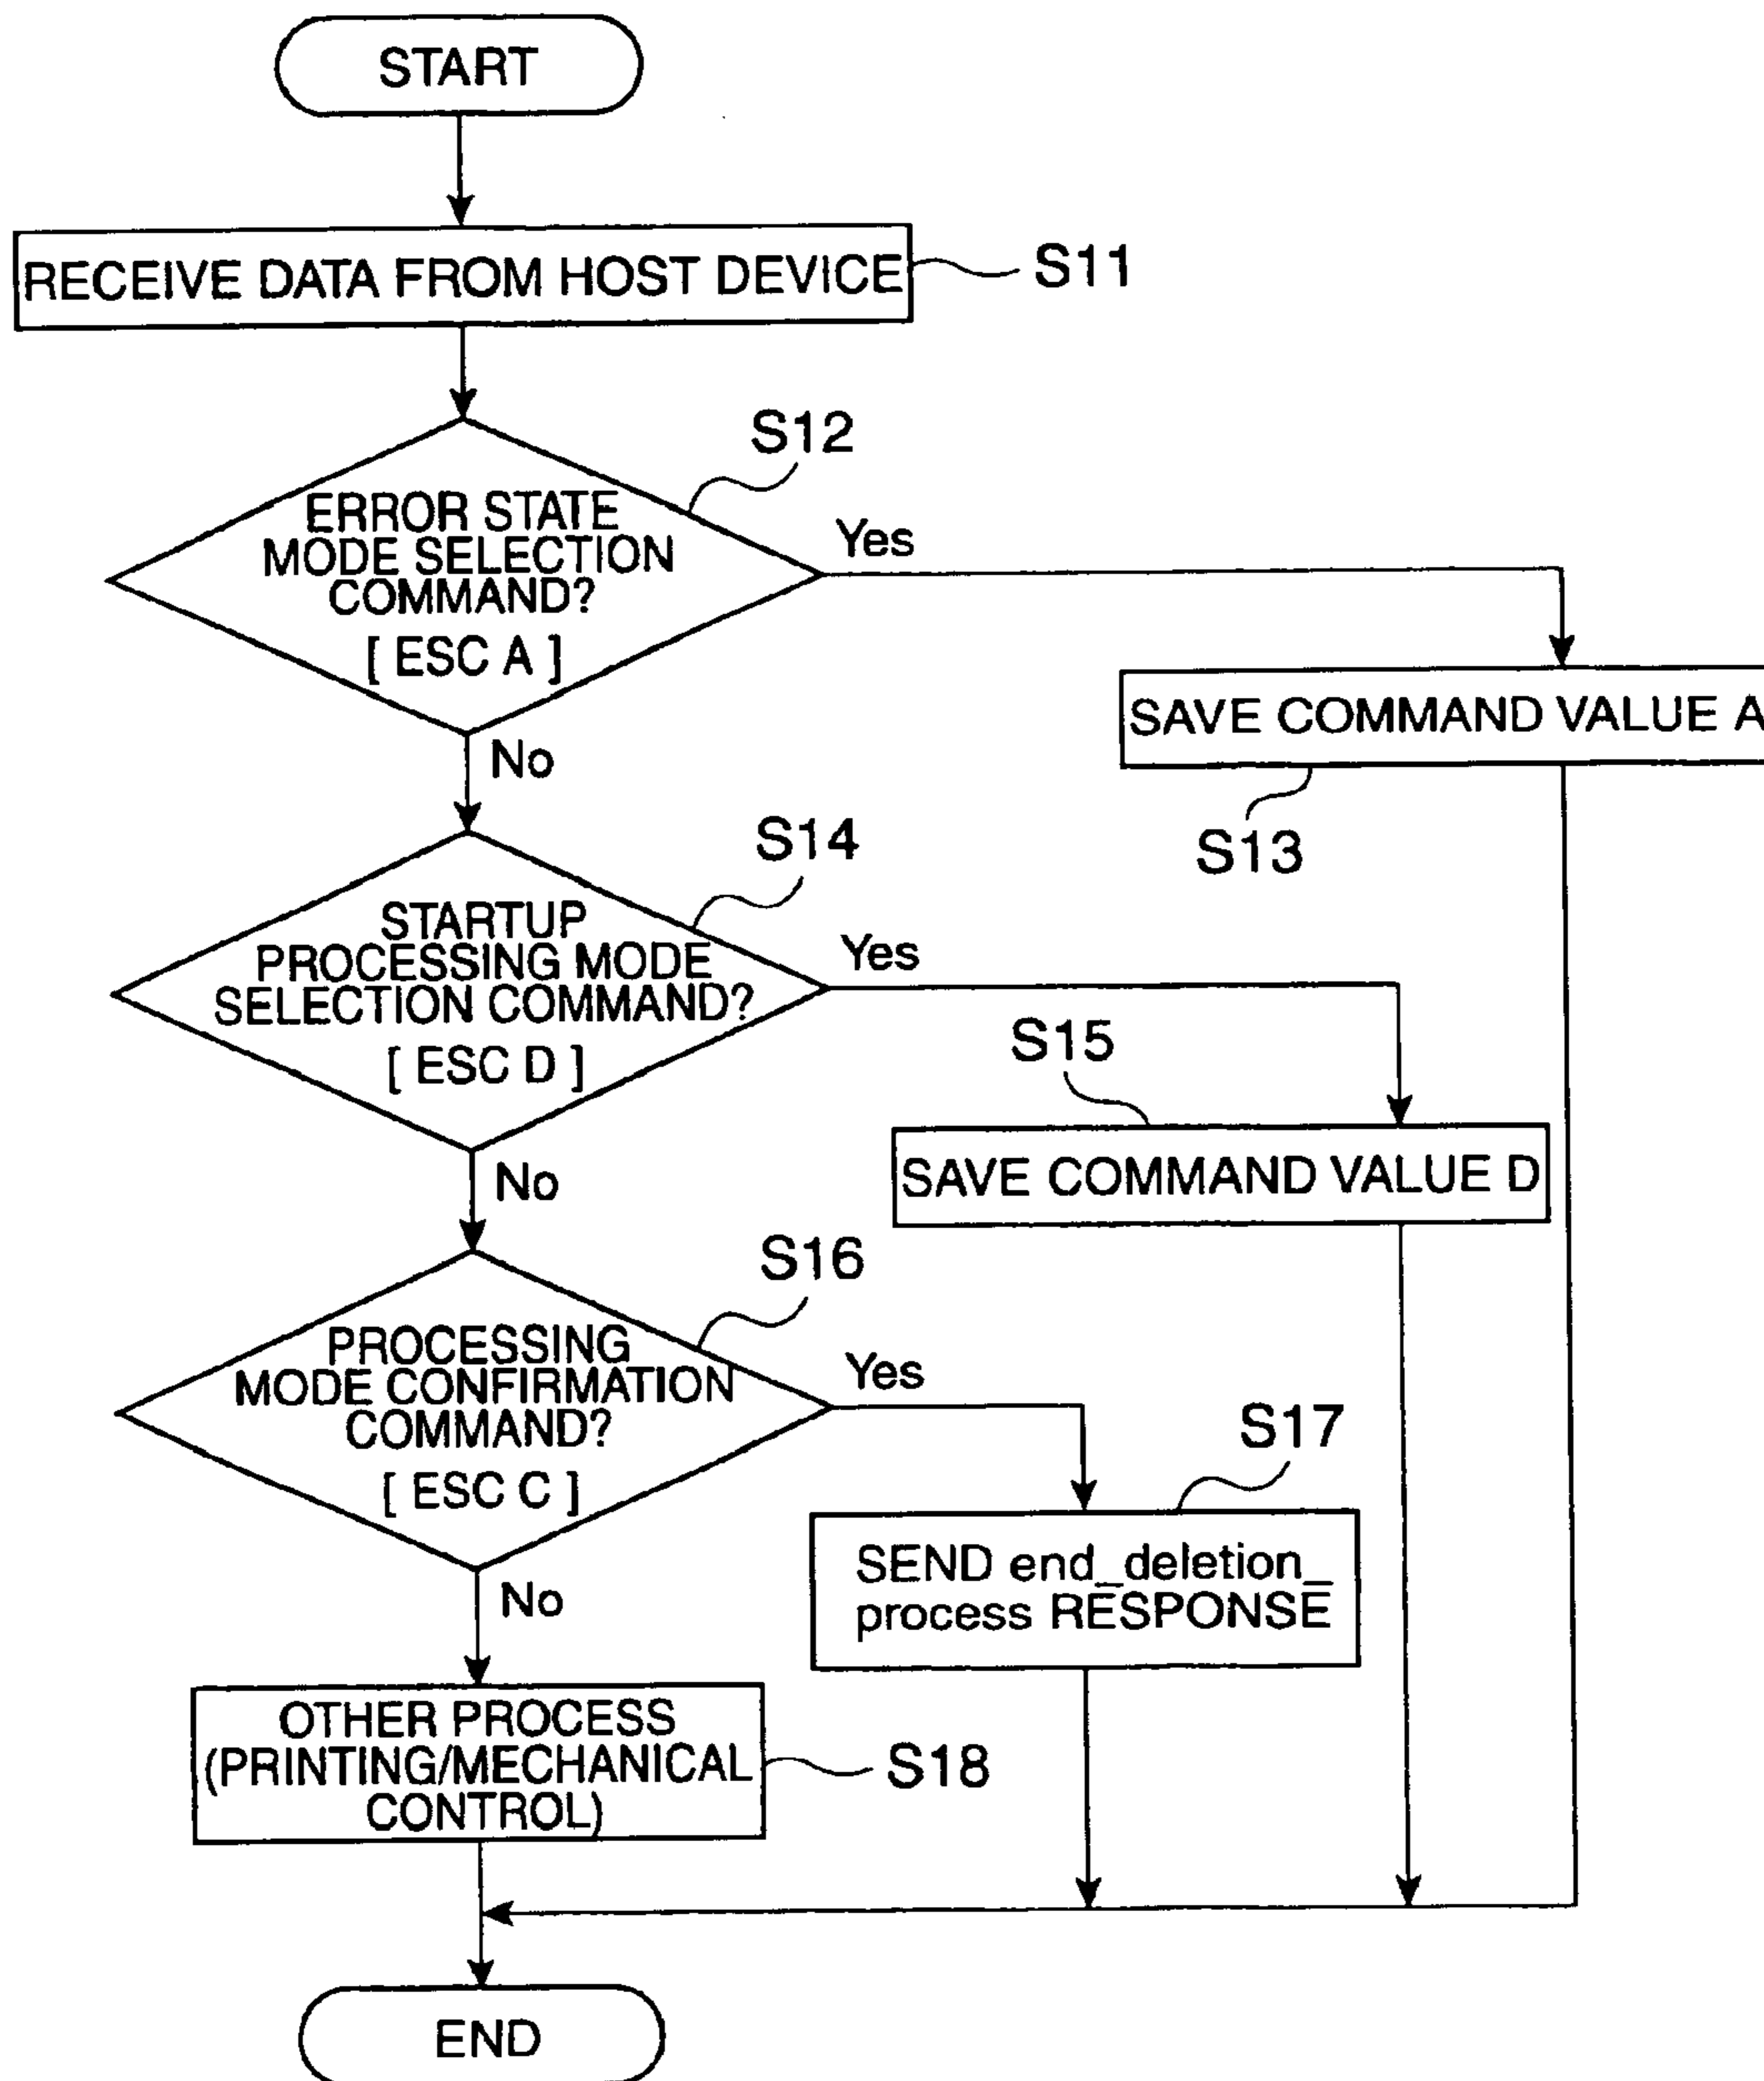 START
RECEIVE DATA FROM HOST DEVICE
S11
S12
ERROR STATE
MODE SELECTION
COMMAND?
[ ESC A ]
Yes
No
SAVE COMMAND VALUE A
S13
S14
STARTUP
PROCESSING MODE
SELECTION COMMAND?
[ ESC D ]
Yes
No
S15
SAVE COMMAND VALUE D
S16
PROCESSING
MODE CONFIRMATION
COMMAND?
[ ESC C ]
Yes
No
S17
SEND end_deletion_
process RESPONSE
OTHER PROCESS
(PRINTING/MECHANICAL
CONTROL)
S18
END